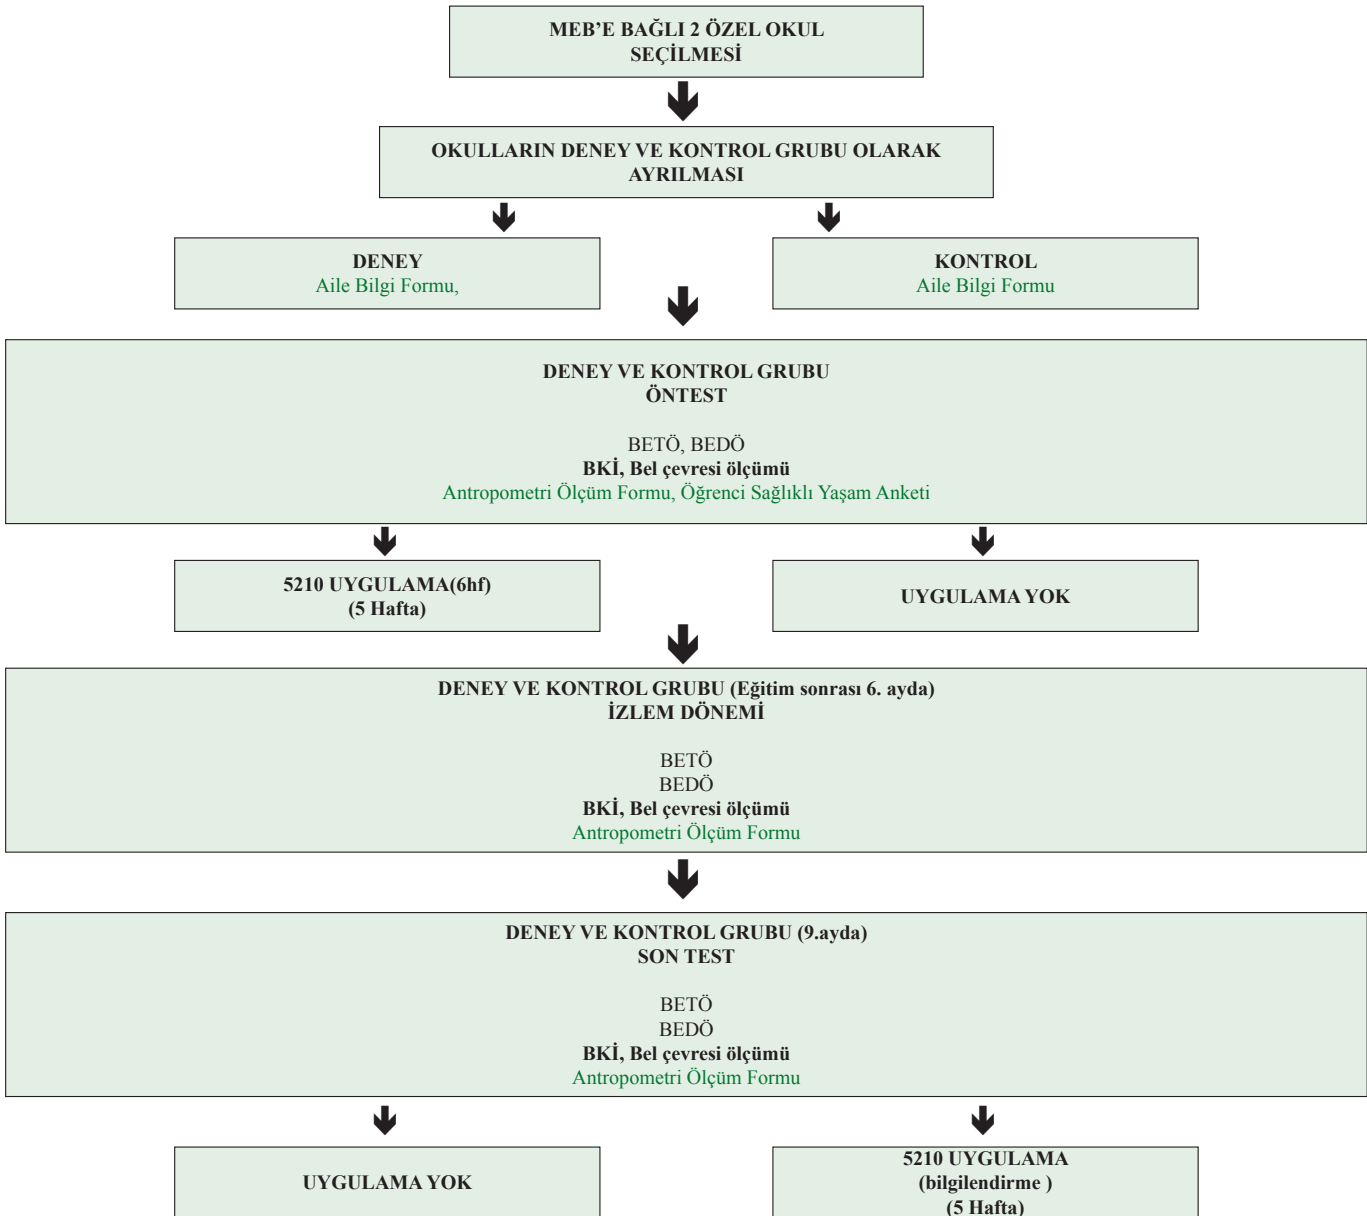 MEB’E BAĞLI 2 ÖZEL OKUL
SEÇİLMESİ
OKULLARIN DENEY VE KONTROL GRUBU OLARAK
AYRILMASI
DENEY
Aile Bilgi Formu,
KONTROL
Aile Bilgi Formu
DENEY VE KONTROL GRUBU
ÖNTEST
BETÖ, BEDÖ
BKİ, Bel çevresi ölçümü
Antropometri Ölçüm Formu, Öğrenci Sağlıklı Yaşam Anketi
5210 UYGULAMA(6hf)
(5 Hafta)
UYGULAMA YOK
DENEY VE KONTROL GRUBU (Eğitim sonrası 6. ayda)
İZLEM DÖNEMİ
BETÖ
BEDÖ
BKİ, Bel çevresi ölçümü
Antropometri Ölçüm Formu
DENEY VE KONTROL GRUBU (9.ayda)
SON TEST
BETÖ
BEDÖ
BKİ, Bel çevresi ölçümü
Antropometri Ölçüm Formu
UYGULAMA YOK
5210 UYGULAMA
(bilgilendirme )
(5 Hafta)